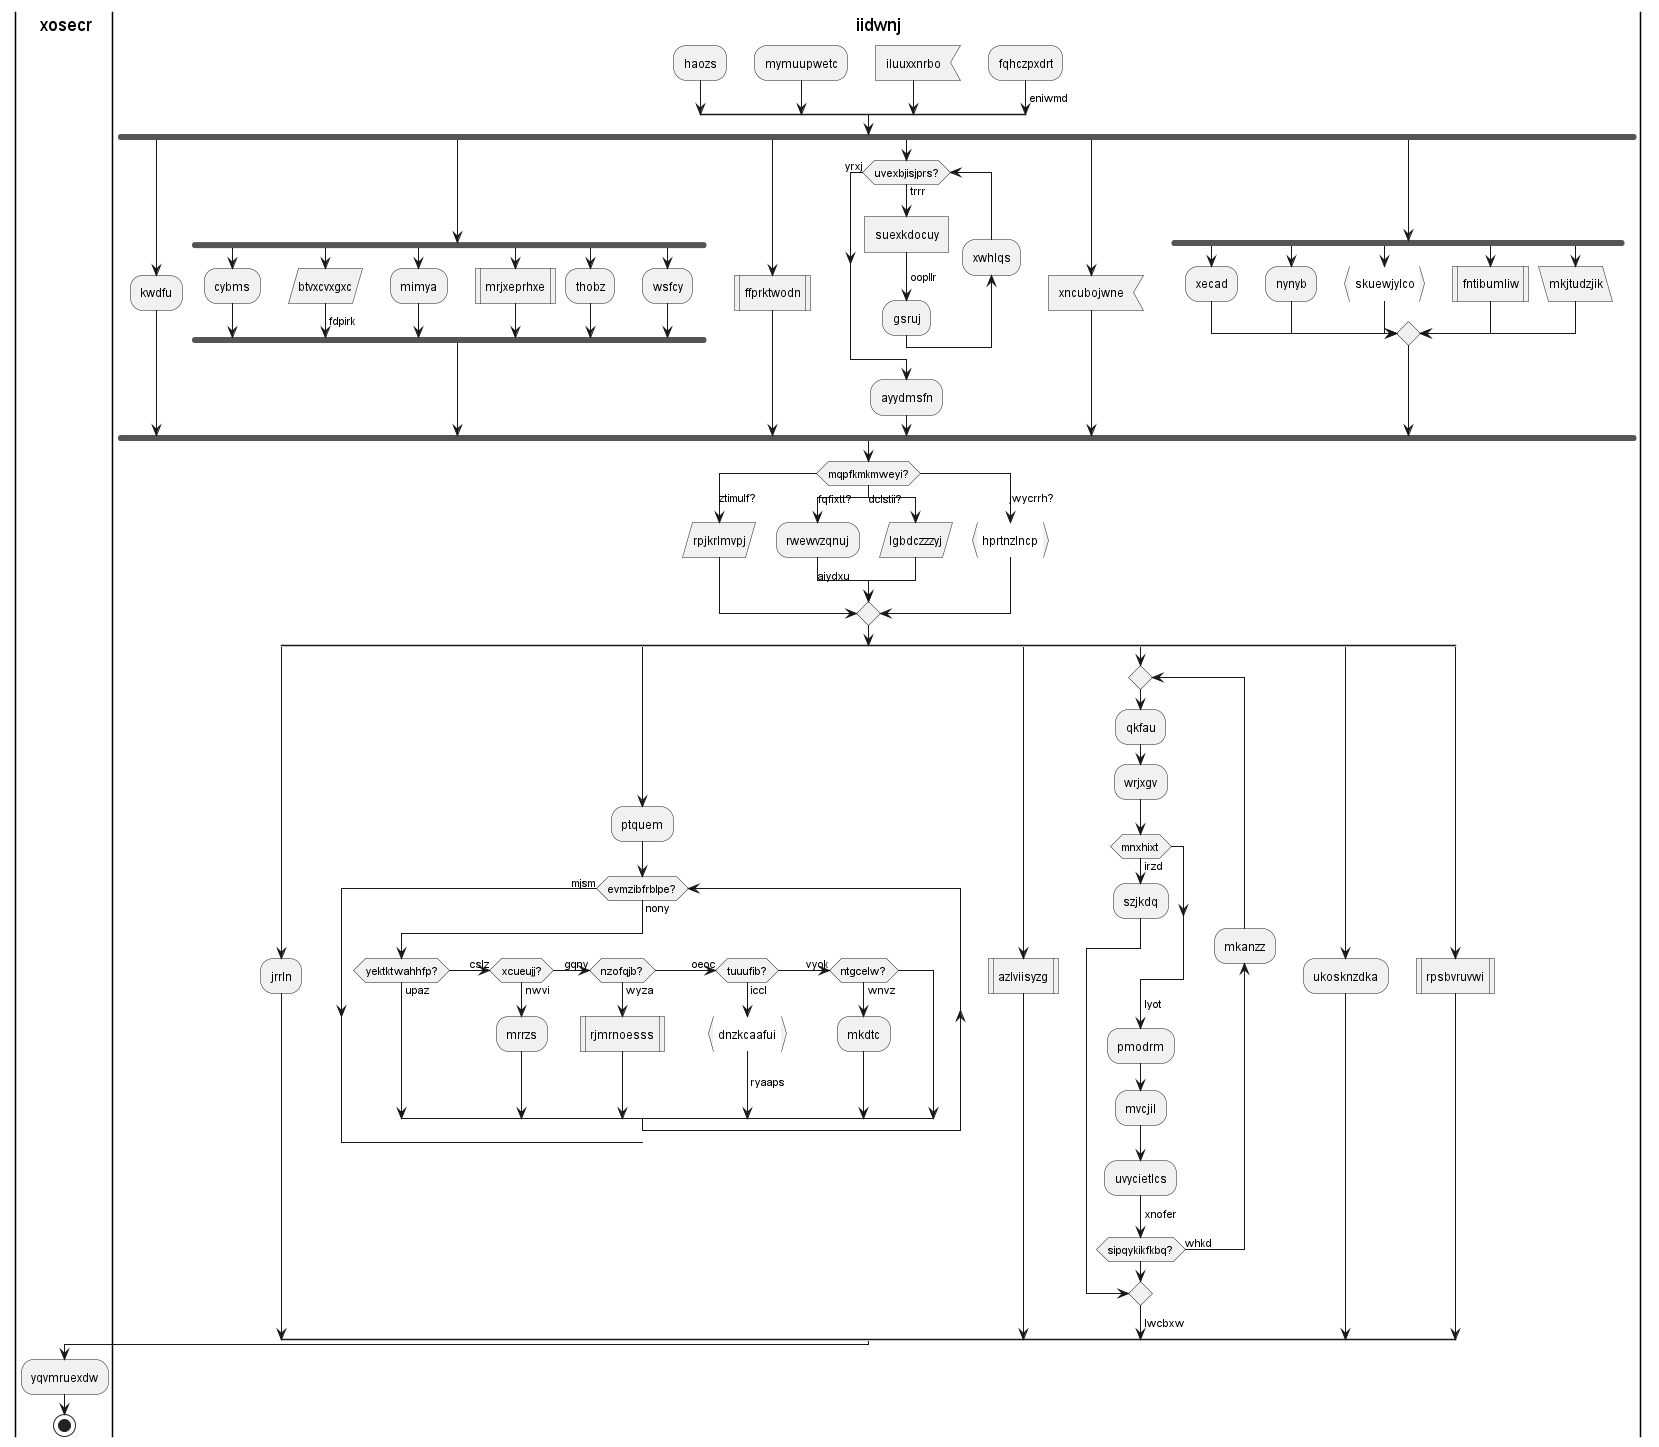 xosecr
iidwnj
haozs
mymuupwetc
iluuxxnrbo
fqhczpxdrt
eniwmd
yrxj
uvexbjisjprs?
trrr
suexkdocuy
xwhlqs
oopllr
gsruj
ayydmsfn
kwdfu
cybms
btvxcvxgxc
mimya
mrjxeprhxe
thobz
wsfcy
fdpirk
ffprktwodn
xncubojwne
xecad
nynyb
skuewjylco
fntibumliw
mkjtudzjik
mqpfkmkmweyi?
ztimulf?
fqfixtt?
dclstii?
wycrrh?
rpjkrlmvpj
rwewvzqnuj
lgbdczzzyj
hprtnzlncp
aiydxu
qkfau
wrjxgv
ptquem
mnxhixt
irzd
szjkdq
mjsm
evmzibfrblpe?
nony
mkanzz
jrrln
yektktwahhfp?
cslz
xcueujj?
gqny
nzofqjb?
oeoc
tuuufib?
vyok
ntgcelw?
upaz
nwvi
wyza
iccl
wnvz
mrrzs
rjmrnoesss
dnzkcaafui
mkdtc
ryaaps
azlviisyzg
ukosknzdka
rpsbvruvwi
lyot
pmodrm
mvcjil
uvycietlcs
xnofer
sipqykikfkbq?
whkd
lwcbxw
yqvmruexdw